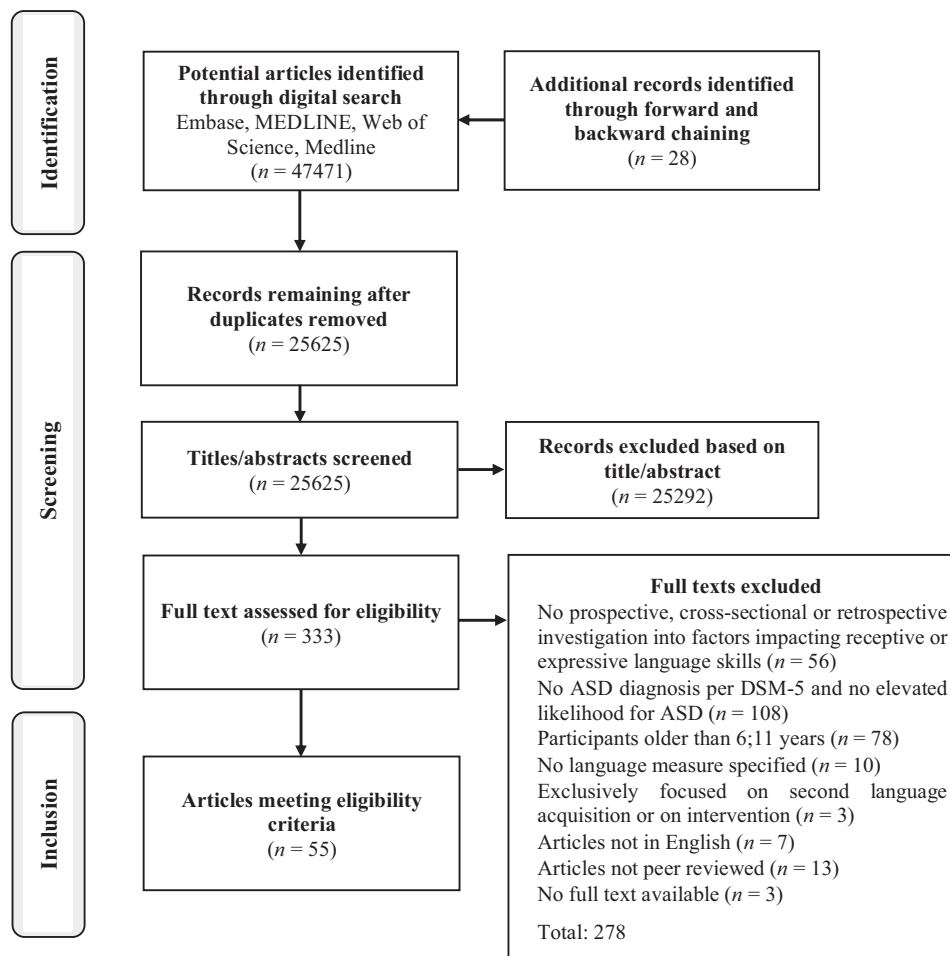 Identification
Potential articles identified
through digital search
Embase, MEDLINE, Web of
Science, Medline
(n = 47471)
Additional records identified
through forward and
backward chaining
(n = 28)
Screening
Records remaining after
duplicates removed
(n = 25625)
Titles/abstracts screened
(n = 25625)
Records excluded based on
title/abstract
(n = 25292)
Full text assessed for eligibility
(n = 333)
Full texts excluded
No prospective, cross-sectional or retrospective
investigation into factors impacting receptive or
expressive language skills (n = 56)
No ASD diagnosis per DSM-5 and no elevated
likelihood for ASD (n = 108)
Participants older than 6;11 years (n = 78)
No language measure specified (n = 10)
Exclusively focused on second language
acquisition or on intervention (n = 3)
Articles not in English (n = 7)
Articles not peer reviewed (n = 13)
No full text available (n = 3)
Total: 278
Inclusion
Articles meeting eligibility
criteria
(n = 55)